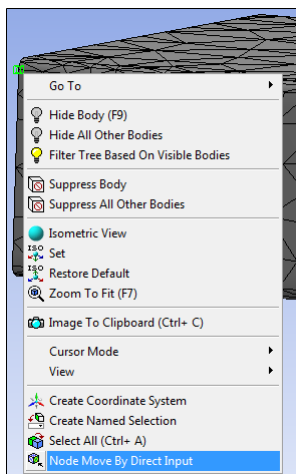 Go To
Hide Body (F9)
Hide All Other Bodies
Filter Tree Based On Visible Bodies
Suppress Body
Suppress All Other Bodies
Isometric View
ISO Set
ISO Restore Default
Zoom To Fit (F7)
Image To Clipboard (Ctrl+ C)
Cursor Mode
View
Create Coordinate System
Create Named Selection
Select All (Ctrl+ A)
Node Move By Direct Input